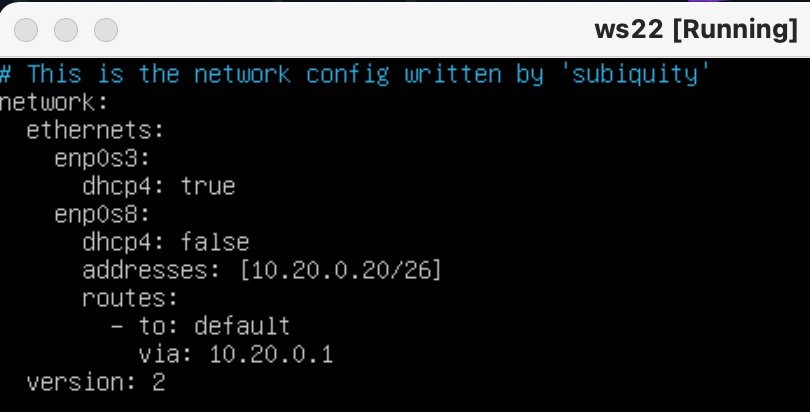 ws22 [Running]
# This is the network config written by 'subiquity'
network:
  ethernets:
    enp0s3:
      dhcp4: true
    enp0s8:
      dhcp4: false
      addresses: [10.20.0.20/26]
      routes:
        - to: default
          via: 10.20.0.1
  version: 2